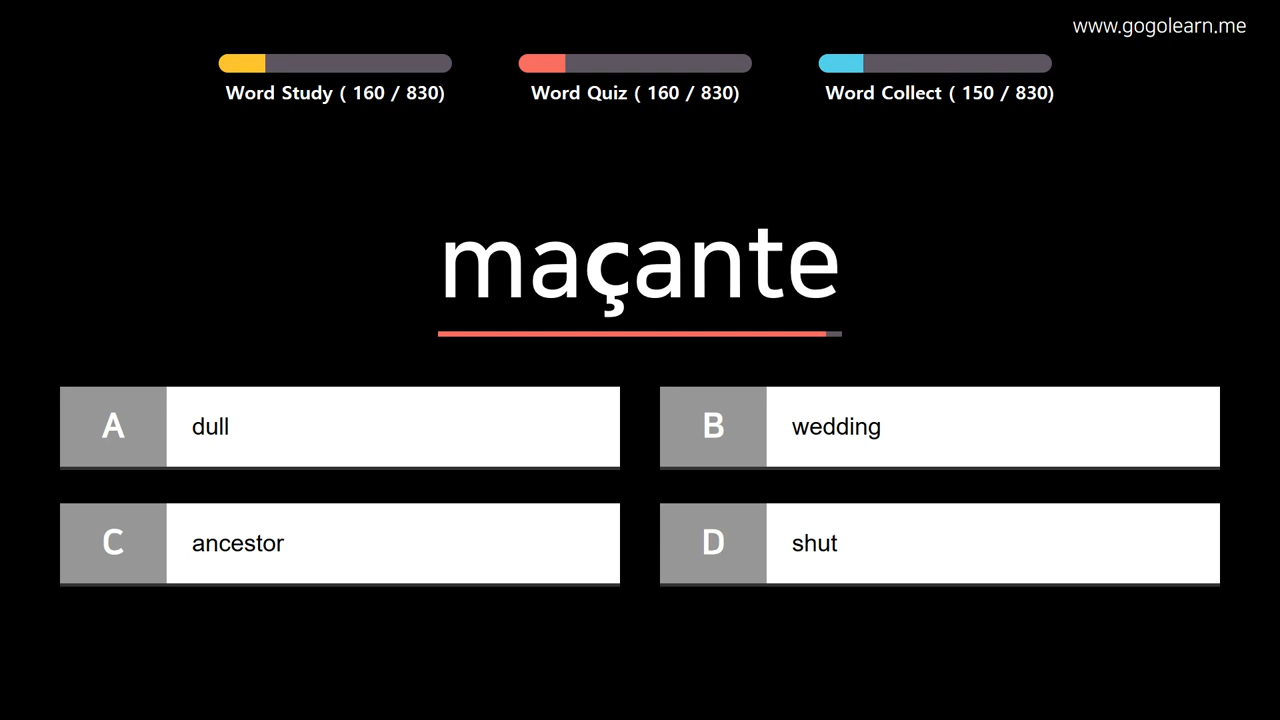 www.gogolearn.me
Word Study ( 160 / 830)
Word Quiz ( 160 / 830)
Word Collect ( 150 / 830)
maçante
A
dull
B
wedding
C
ancestor
D
shut